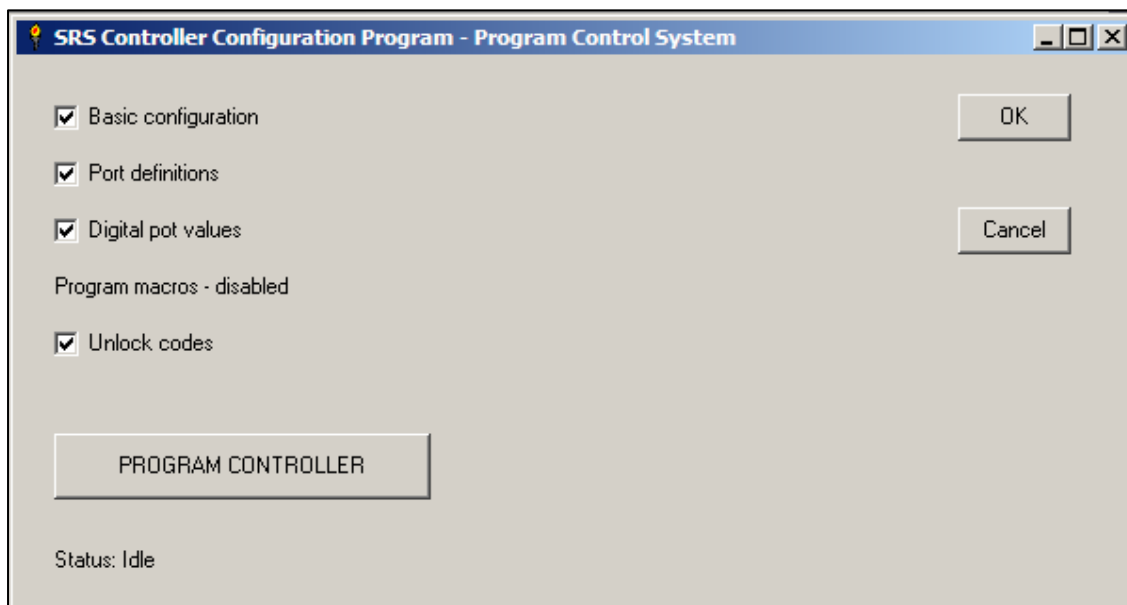 SRS Controller Configuration Program - Program Control System
Basic configuration
OK
Port definitions
Digital pot values
Cancel
Program macros - disabled
Unlock codes
PROGRAM CONTROLLER
Status: Idle